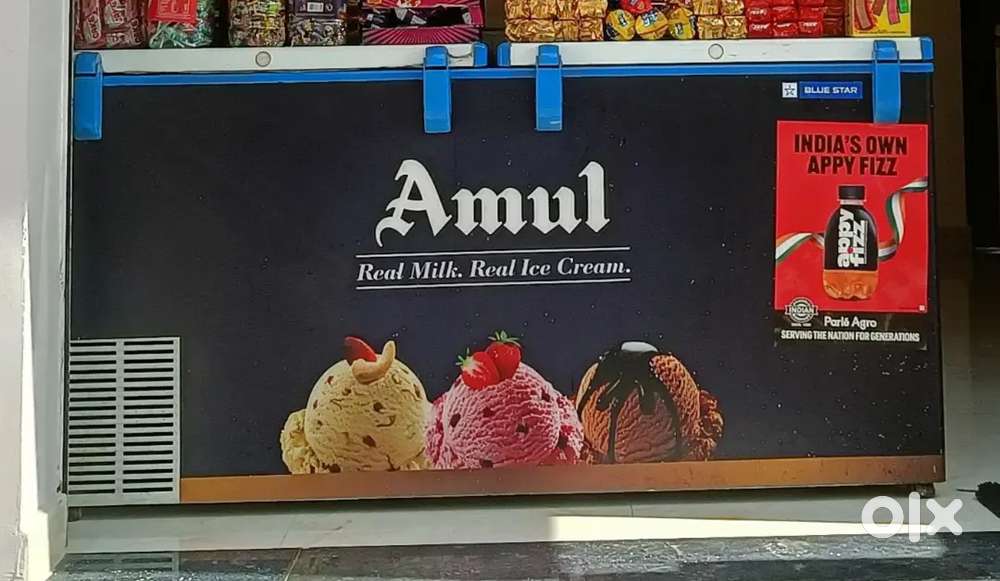 BLUE STAR
Amul
Real Milk. Real Ice Cream.
INDIA'S OWN
APPY FIZZ
appy
fizz
INDIAN
Parlé Agro
SERVING THE NATION FOR GENERATIONS
olx